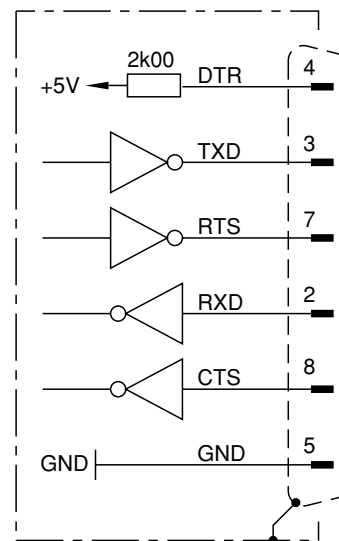 2k00
+5V DTR 4
TXD 3
RTS 7
RXD 2
CTS 8
GND GND 5